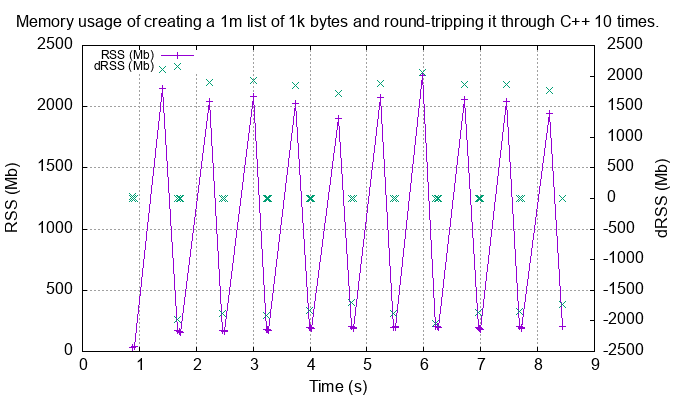 Memory usage of creating a 1m list of 1k bytes and round-tripping it through C++ 10 times.
RSS (Mb)
dRSS (Mb)
2500
2000
1500
1000
500
0
RSS (Mb)
2500
2000
1500
1000
500
0
-500
-1000
-1500
-2000
-2500
dRSS (Mb)
0 1 2 3 4 5 6 7 8 9
Time (s)